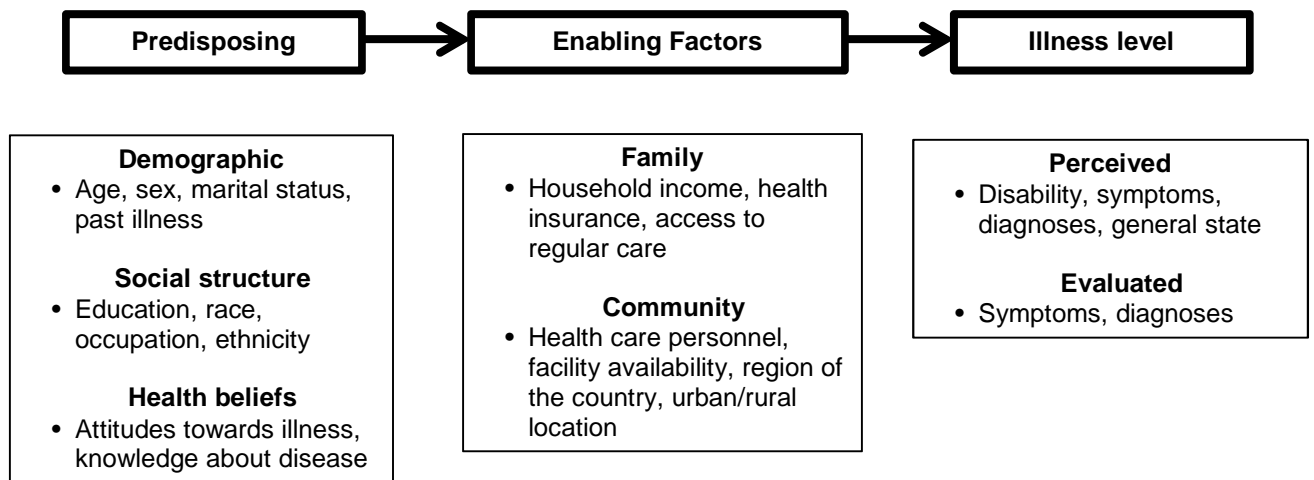 Predisposing
Enabling Factors
Illness level
Demographic
• Age, sex, marital status,
past illness
Social structure
• Education, race,
occupation, ethnicity
Health beliefs
• Attitudes towards illness,
knowledge about disease
Family
• Household income, health
insurance, access to
regular care
Community
• Health care personnel,
facility availability, region of
the country, urban/rural
location
Perceived
• Disability, symptoms,
diagnoses, general state
Evaluated
• Symptoms, diagnoses